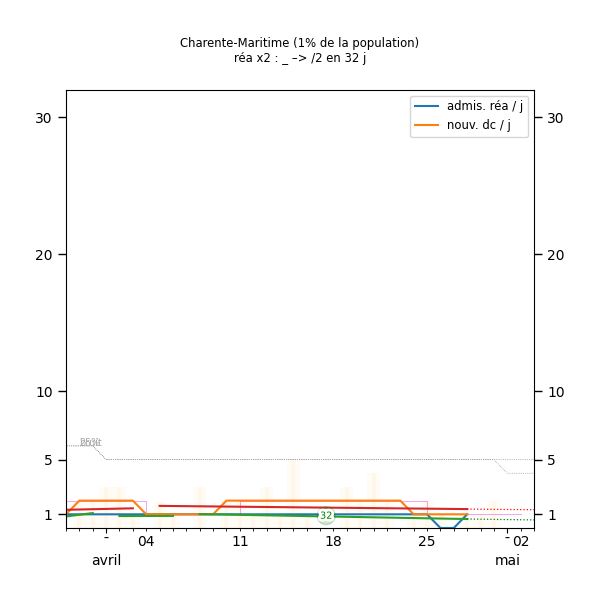 Charente-Maritime (1% de la population)
réa x2 : _ –> /2 en 32 j
admis. réa / j
nouv. dc / j
30 30
20 20
10 10
5 5
1 1
32
04 11 18 25 02
avril mai